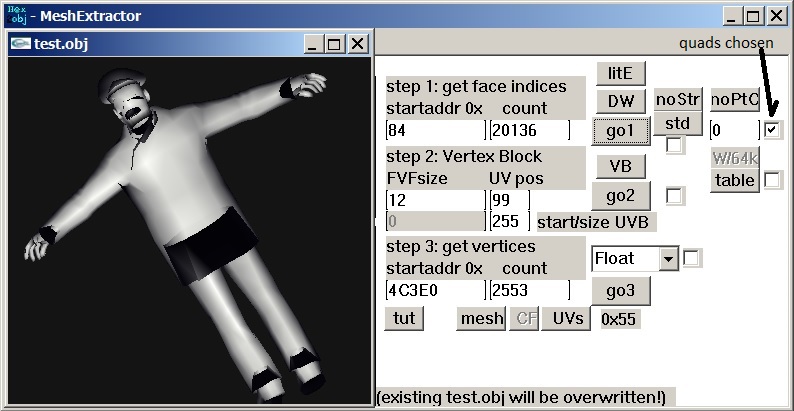 Hex
obj - MeshExtractor
test.obj
quads chosen
litE
step 1: get face indices
startaddr 0x count
DW
noStr
noPtC
84
20136
go1
std
0
step 2: Vertex Block
FVFsize UV pos
VB
W/64k
table
12
99
go2
0
255
start/size UVB
step 3: get vertices
startaddr 0x count
Float
4C3E0
2553
go3
tut
mesh
CF
UVs
0x55
(existing test.obj will be overwritten!)